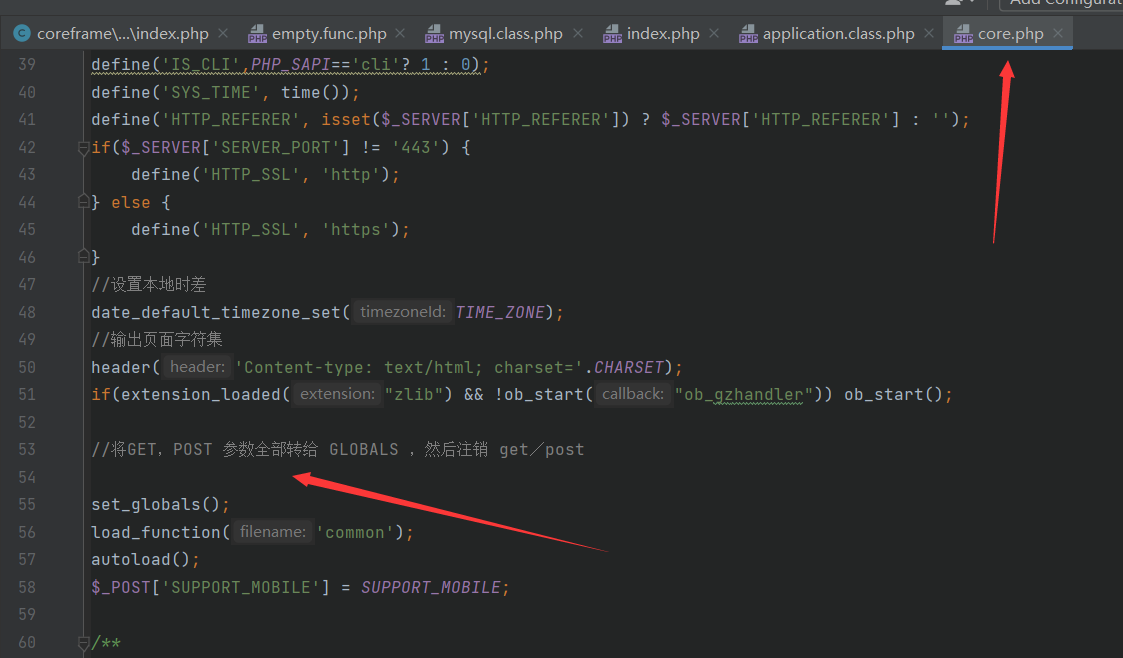 Add Configurat
coreframe\...\index.php empty.func.php mysql.class.php index.php application.class.php core.php
39 define('IS_CLI',PHP_SAPI=='cli'? 1 : 0);
40 define('SYS_TIME', time());
41 define('HTTP_REFERER', isset($_SERVER['HTTP_REFERER']) ? $_SERVER['HTTP_REFERER'] : '');
42 if($_SERVER['SERVER_PORT'] != '443') {
43 define('HTTP_SSL', 'http');
44 } else {
45 define('HTTP_SSL', 'https');
46 }
47 //设置本地时差
48 date_default_timezone_set( timezoneId: TIME_ZONE);
49 //输出页面字符集
50 header( header: 'Content-type: text/html; charset='.CHARSET);
51 if(extension_loaded( extension: "zlib") && !ob_start( callback: "ob_gzhandler")) ob_start();
52
53 //将GET，POST 参数全部转给 GLOBALS ，然后注销 get／post
54
55 set_globals();
56 load_function( filename: 'common');
57 autoload();
58 $_POST['SUPPORT_MOBILE'] = SUPPORT_MOBILE;
59
60 /**